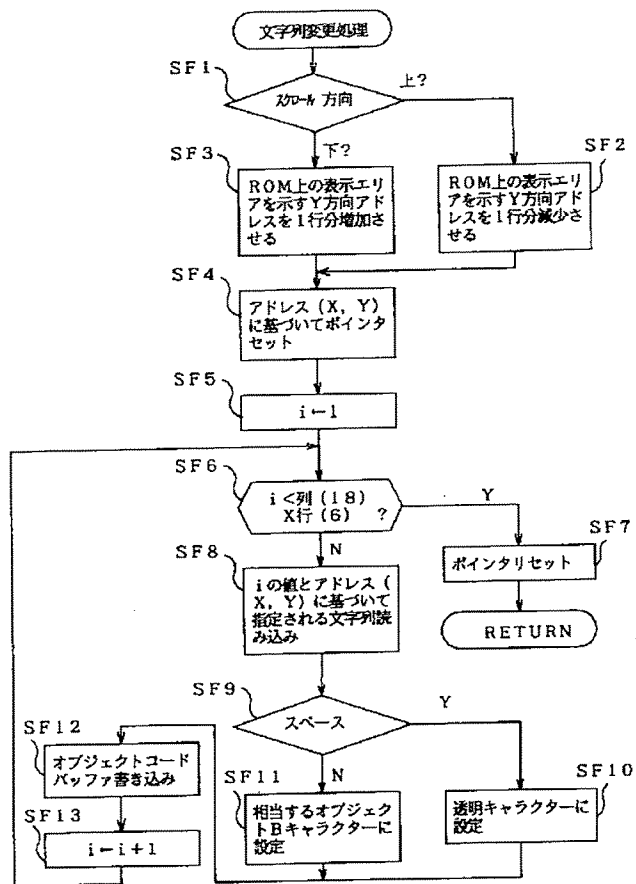 文字列変更処理
SF1
スクロール 方向
上?
下?
SF3
ROM上の表示エリ
アを示すY方向アド
レスを1行分増加さ
せる
SF2
ROM上の表示エリ
アを示すY方向アド
レスを1行分減少さ
せる
SF4
アドレス(X, Y)
に基づいてポインタ
セット
SF5
i←1
SF6
i<列(18)
X行(6) ?
Y
N
SF7
ポインタリセット
RETURN
SF8
iの値とアドレス(
X, Y)に基づいて
指定される文字列読
み込み
SF9
スペース
Y
N
SF10
透明キャラクターに
設定
SF11
相当するオブジェク
トBキャラクターに
設定
SF12
オブジェクトコード
バッファ書き込み
SF13
i←i+1